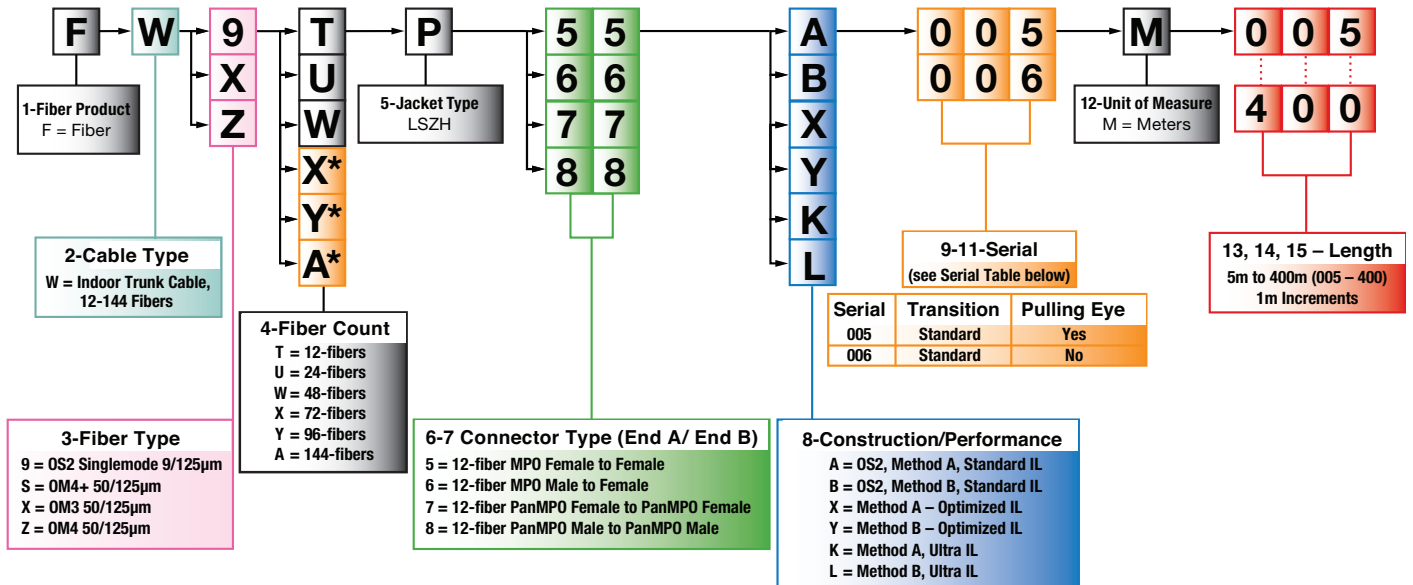 F W 9 T P 5 5 A 0 0 5 M 0 0 5
X U 6 6 B 0 0 6 4 0 0
Z W 7 7 X
X* 8 8 Y
Y* K
A* L
1-Fiber Product
F = Fiber
2-Cable Type
W = Indoor Trunk Cable,
12-144 Fibers
3-Fiber Type
9 = OS2 Singlemode 9/125µm
S = OM4+ 50/125µm
X = OM3 50/125µm
Z = OM4 50/125µm
4-Fiber Count
T = 12-fibers
U = 24-fibers
W = 48-fibers
X = 72-fibers
Y = 96-fibers
A = 144-fibers
5-Jacket Type
LSZH
6-7 Connector Type (End A/ End B)
5 = 12-fiber MPO Female to Female
6 = 12-fiber MPO Male to Female
7 = 12-fiber PanMPO Female to PanMPO Female
8 = 12-fiber PanMPO Male to PanMPO Male
8-Construction/Performance
A = OS2, Method A, Standard IL
B = OS2, Method B, Standard IL
X = Method A – Optimized IL
Y = Method B – Optimized IL
K = Method A, Ultra IL
L = Method B, Ultra IL
9-11-Serial
(see Serial Table below)
Serial Transition Pulling Eye
005 Standard Yes
006 Standard No
12-Unit of Measure
M = Meters
13, 14, 15 – Length
5m to 400m (005 – 400)
1m Increments